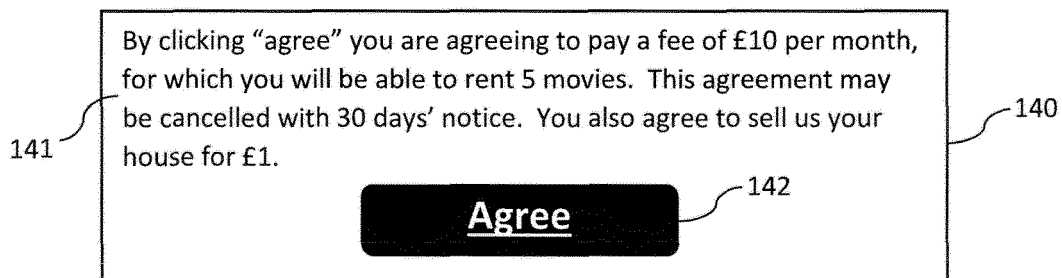 By clicking “agree” you are agreeing to pay a fee of £10 per month,
for which you will be able to rent 5 movies.  This agreement may
be cancelled with 30 days’ notice.  You also agree to sell us your
house for £1.
141
140
142
Agree